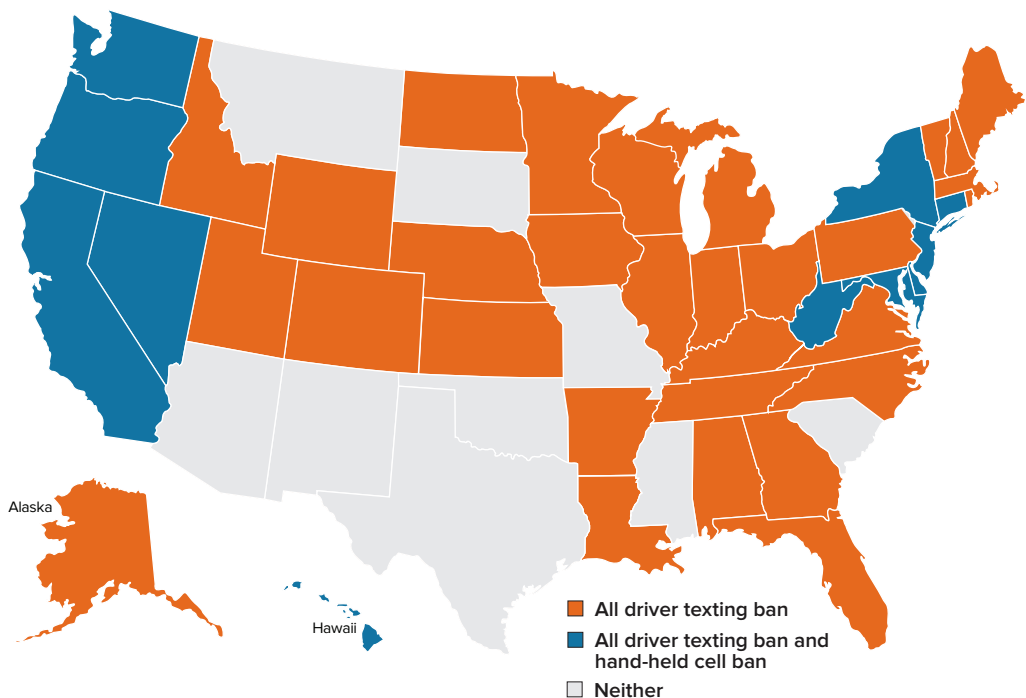 Alaska
Hawaii
All driver texting ban
All driver texting ban and
hand-held cell ban
Neither